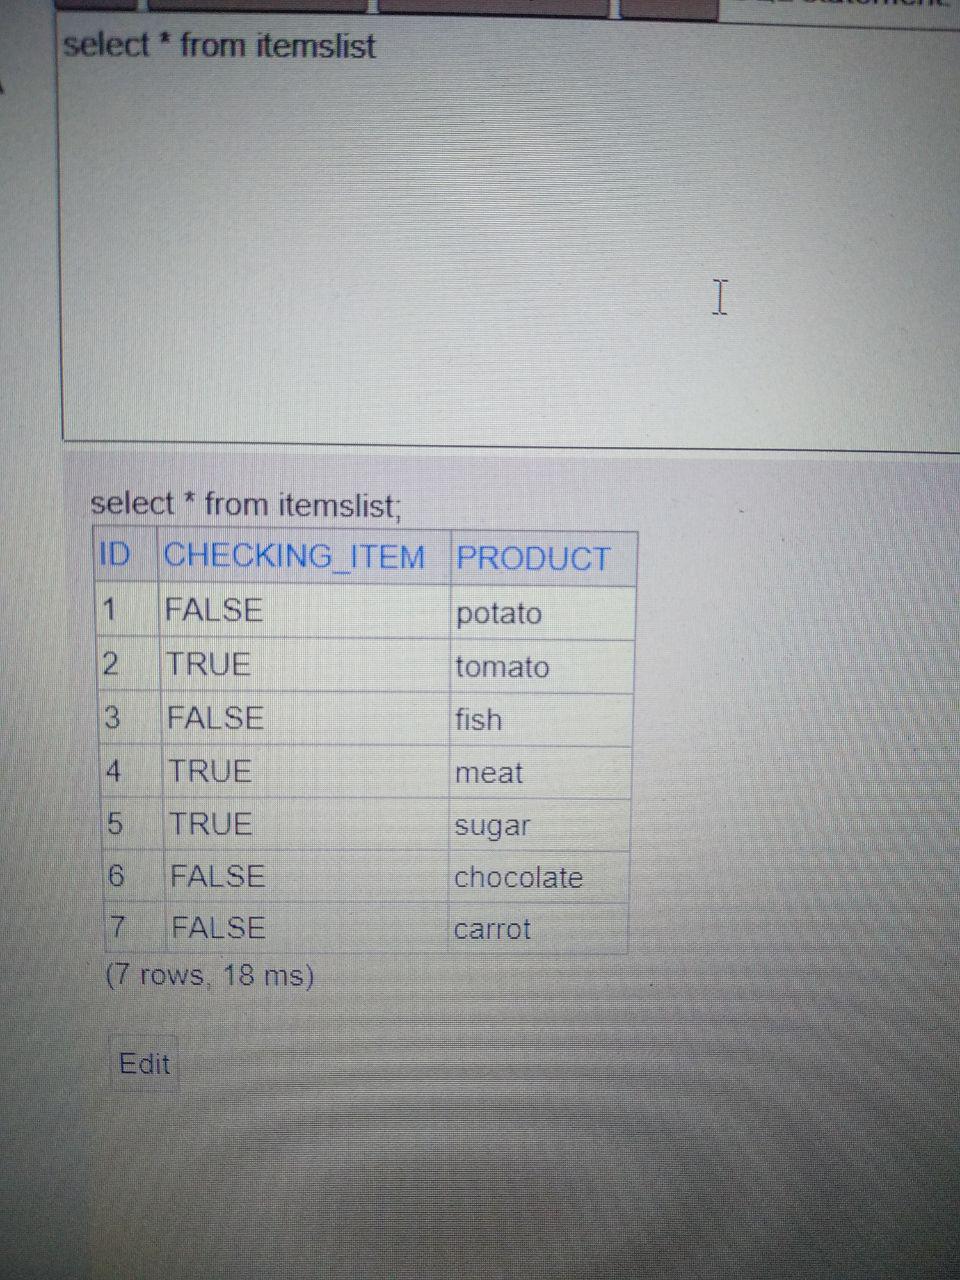 select * from itemslist
select * from itemslist;
ID CHECKING_ITEM PRODUCT
1 FALSE potato
2 TRUE tomato
3 FALSE fish
4 TRUE meat
5 TRUE sugar
6 FALSE chocolate
7 FALSE carrot
(7 rows, 18 ms)
Edit